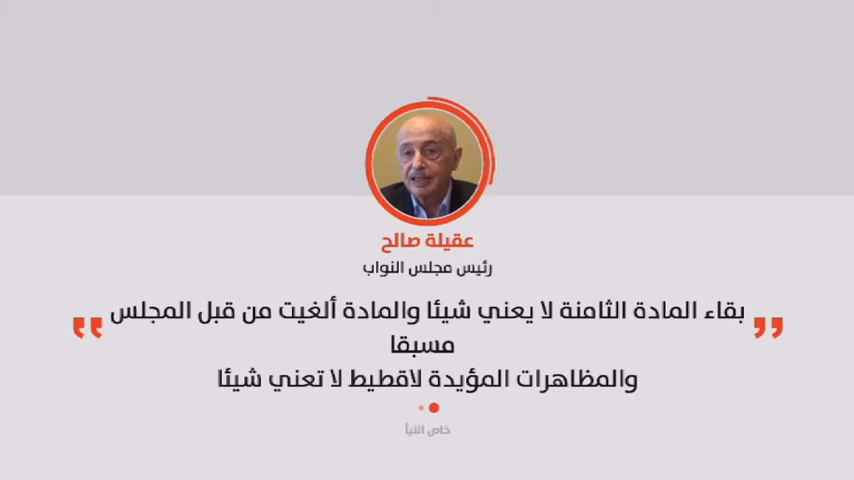 عقيلة صالح
رئيس مجلس النواب
بقاء المادة الثامنة لا يعني شيئا والمادة ألغيت من قبل المجلس
مسبقا
والمظاهرات المؤيدة لاقطيط لا تعني شيئا
خاص النبأ